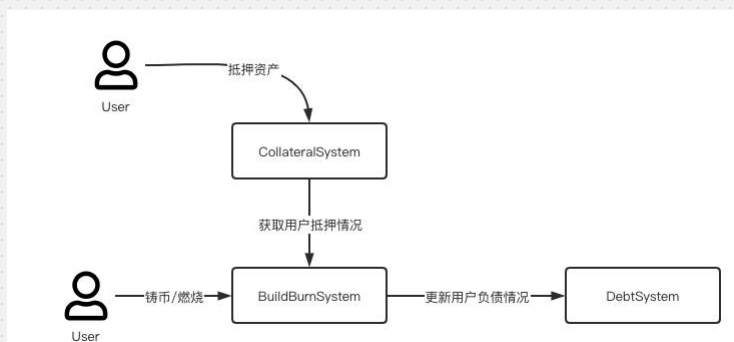 抵押资产
User
CollateralSystem
获取用户抵押情况
铸币/燃烧
BuildBurnSystem
更新用户负债情况
DebtSystem
User